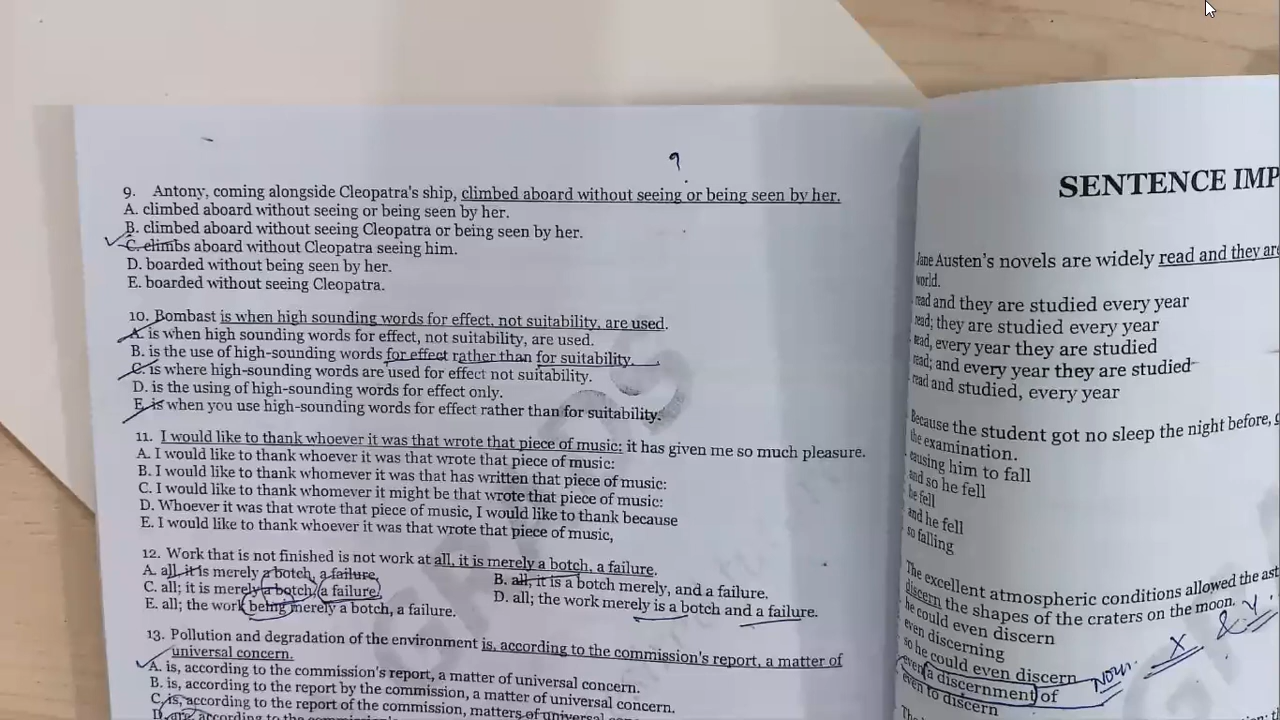 ?
9. Antony, coming alongside Cleopatra's ship, climbed aboard without seeing or being seen by her.
A. climbed aboard without seeing or being seen by her.
B. climbed aboard without seeing Cleopatra or being seen by her.
C. climbs aboard without Cleopatra seeing him.
D. boarded without being seen by her.
E. boarded without seeing Cleopatra.
10. Bombast is when high sounding words for effect, not suitability, are used.
A. is when high sounding words for effect, not suitability, are used.
B. is the use of high-sounding words for effect rather than for suitability.
C. is where high-sounding words are used for effect not suitability.
D. is the using of high-sounding words for effect only.
E. is when you use high-sounding words for effect rather than for suitability.
11. I would like to thank whoever it was that wrote that piece of music: it has given me so much pleasure.
A. I would like to thank whoever it was that wrote that piece of music:
B. I would like to thank whomever it was that has written that piece of music:
C. I would like to thank whomever it might be that wrote that piece of music:
D. Whoever it was that wrote that piece of music, I would like to thank because
E. I would like to thank whoever it was that wrote that piece of music,
12. Work that is not finished is not work at all, it is merely a botch, a failure.
A. all, it is merely a botch, a failure.
B. all, it is a botch merely, and a failure.
C. all; it is merely a botch, a failure.
D. all; the work merely is a botch and a failure.
E. all; the work being merely a botch, a failure.
13. Pollution and degradation of the environment is, according to the commission's report, a matter of
universal concern.
A. is, according to the commission's report, a matter of universal concern.
B. is, according to the report by the commission, a matter of universal concern.
C. is, according to the report of the commission, matters of universal
D. are, according to the
SENTENCE IMP
Jane Austen's novels are widely read and they are
world.
read and they are studied every year
read; they are studied every year
read, every year they are studied
read; and every year they are studied
read and studied, every year
Because the student got no sleep the night before,
the examination.
causing him to fall
and so he fell
he fell
and he fell
so falling
The excellent atmospheric conditions allowed the ast
discern the shapes of the craters on the moon.
he could even discern
even discerning
so he could even discern
even a discernment of
even to discern
Noun. X & Y.